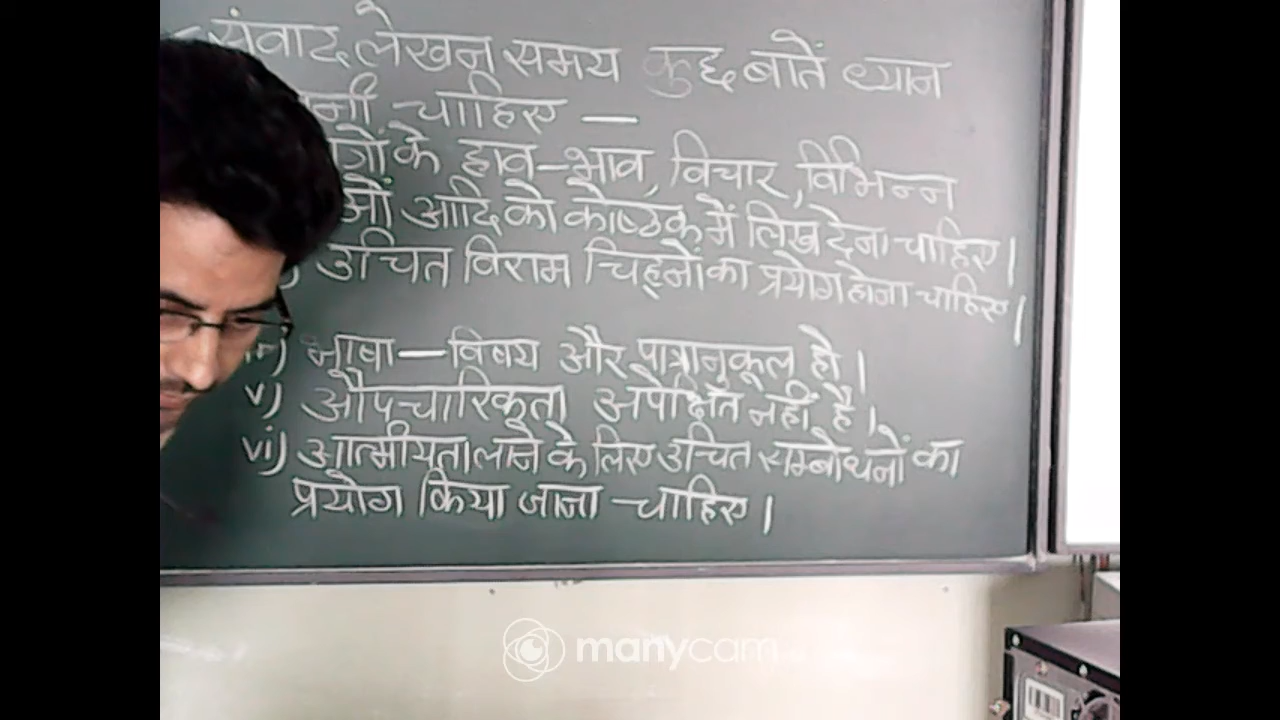 संवाद लेखन समय कुछ बातें ध्यान
नी चाहिए —
त्रों के हाव-भाव, विचार, विभिन्न
ओं आदि को कोष्ठक में लिख देना चाहिए।
) उचित विराम चिह्नों का प्रयोग होना चाहिए।
) भाषा — विषय और पात्रानुकूल हो।
v) औपचारिकता अपेक्षित नहीं है।
vi) आत्मीयता लाने के लिए उचित सम्बोधनों का
प्रयोग किया जाना चाहिए।
manycam